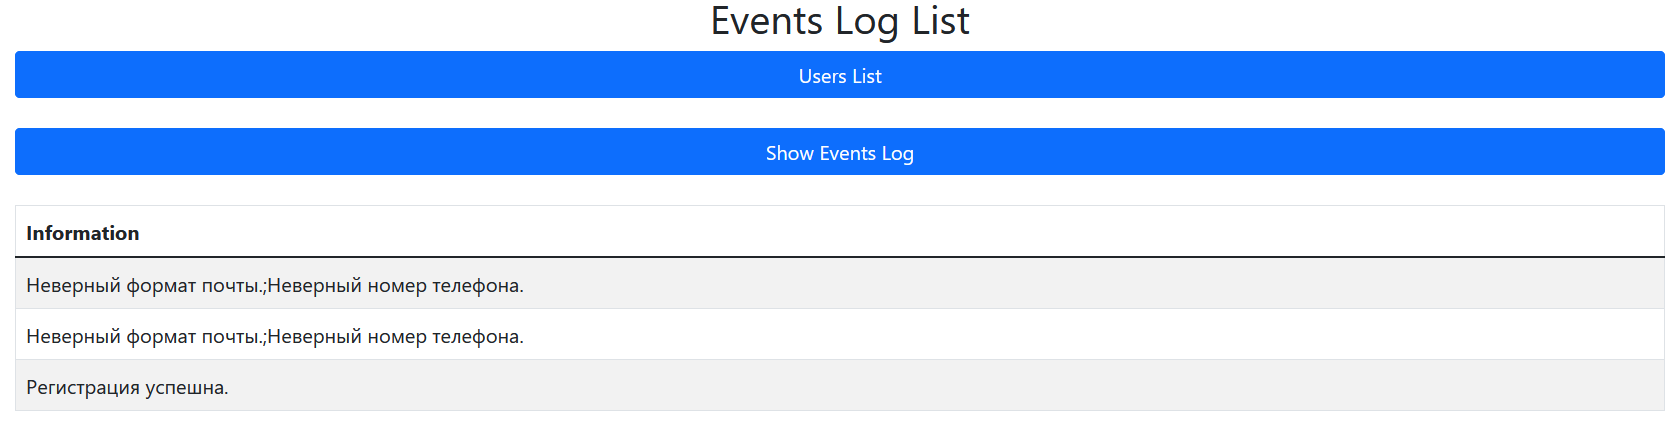 Events Log List
Users List
Show Events Log
Information
Неверный формат почты.;Неверный номер телефона.
Неверный формат почты.;Неверный номер телефона.
Регистрация успешна.